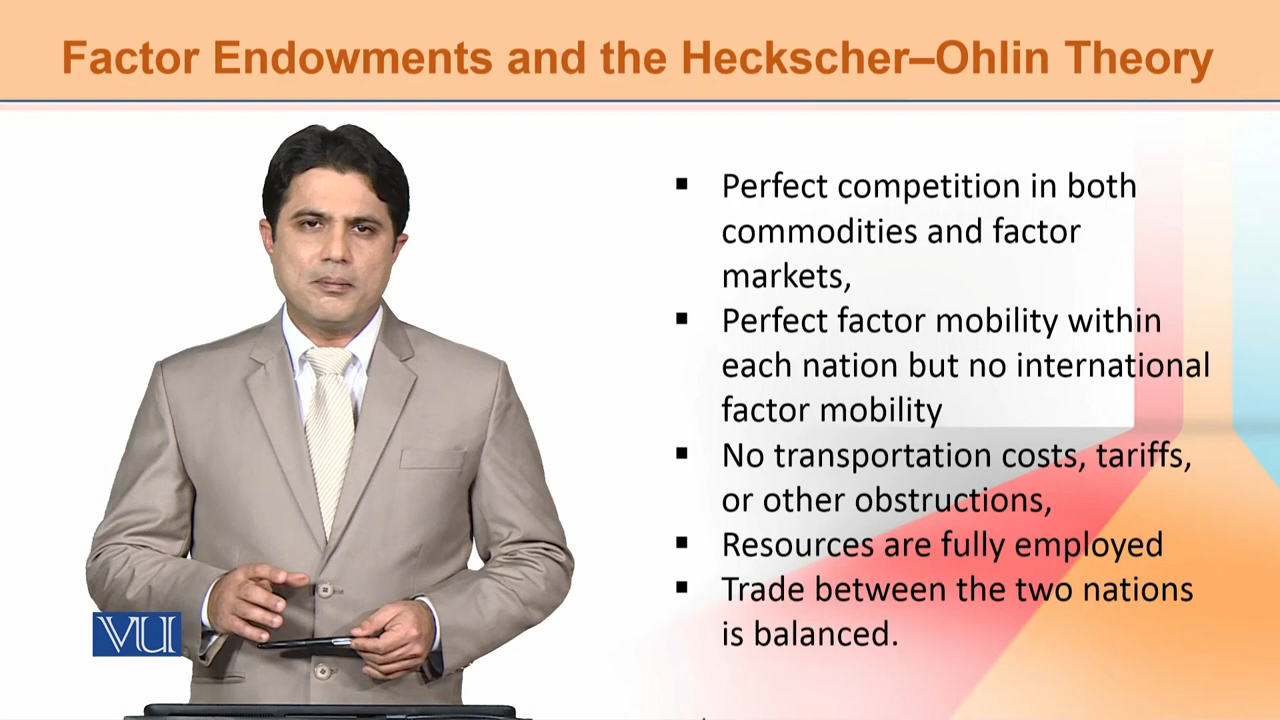 Factor Endowments and the Heckscher–Ohlin Theory
▪ Perfect competition in both
commodities and factor
markets,
▪ Perfect factor mobility within
each nation but no international
factor mobility
▪ No transportation costs, tariffs,
or other obstructions,
▪ Resources are fully employed
▪ Trade between the two nations
is balanced.
VU